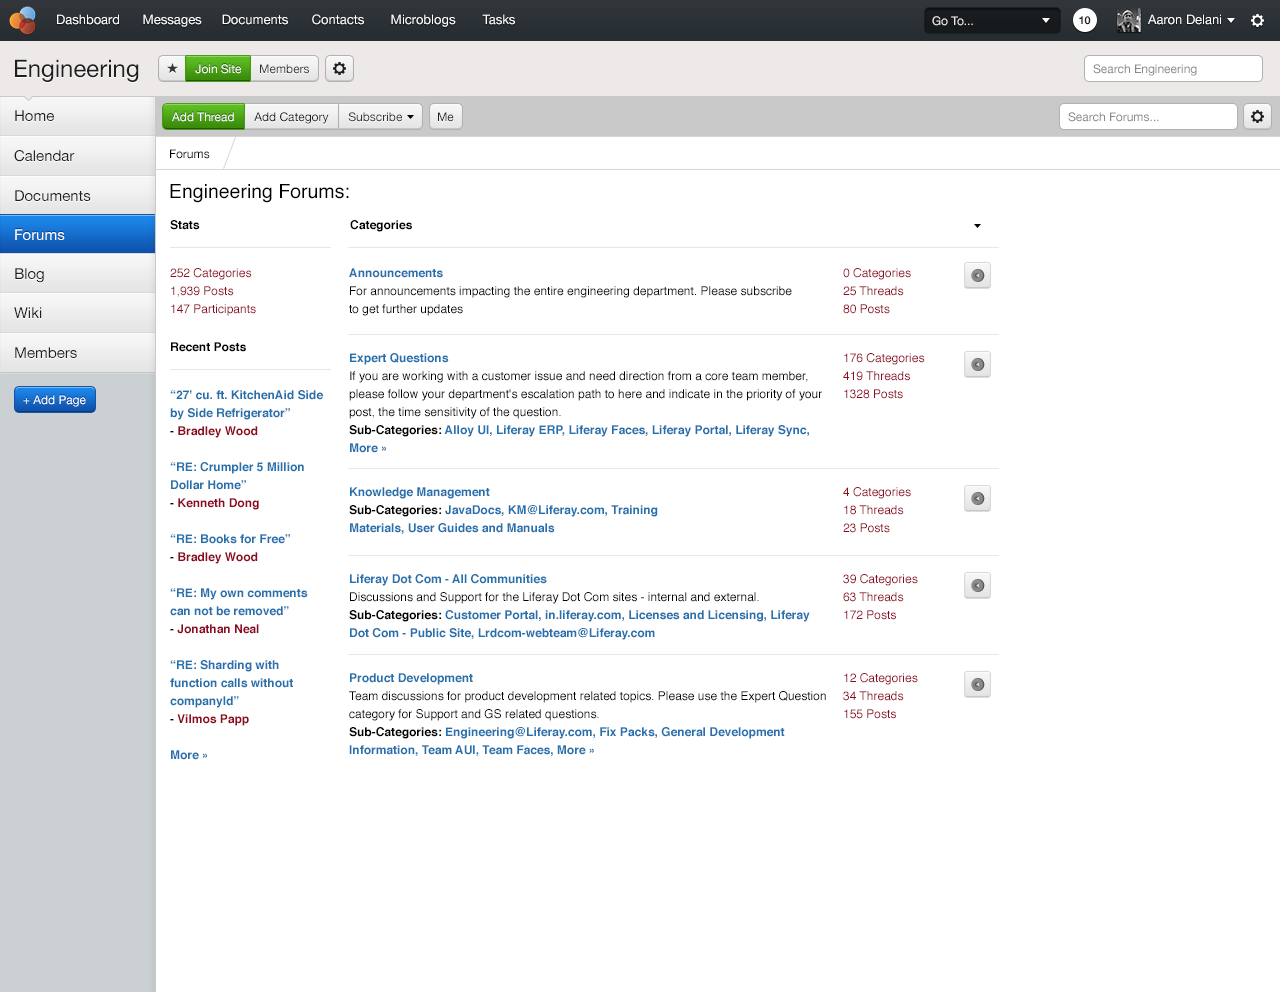 Dashboard Messages Documents Contacts Microblogs Tasks Go To... 10 Aaron Delani
Engineering ★ Join Site Members Search Engineering
Home
Calendar
Documents
Forums
Blog
Wiki
Members
+ Add Page
Add Thread Add Category Subscribe Me Search Forums...
Forums
Engineering Forums:
Stats
252 Categories
1,939 Posts
147 Participants
Recent Posts
“27’ cu. ft. KitchenAid Side
by Side Refrigerator”
- Bradley Wood
“RE: Crumpler 5 Million
Dollar Home”
- Kenneth Dong
“RE: Books for Free”
- Bradley Wood
“RE: My own comments
can not be removed”
- Jonathan Neal
“RE: Sharding with
function calls without
companyId”
- Vilmos Papp
More »
Categories
Announcements
For announcements impacting the entire engineering department. Please subscribe
to get further updates
0 Categories
25 Threads
80 Posts
Expert Questions
If you are working with a customer issue and need direction from a core team member,
please follow your department's escalation path to here and indicate in the priority of your
post, the time sensitivity of the question.
Sub-Categories: Alloy UI, Liferay ERP, Liferay Faces, Liferay Portal, Liferay Sync,
More »
176 Categories
419 Threads
1328 Posts
Knowledge Management
Sub-Categories: JavaDocs, KM@Liferay.com, Training
Materials, User Guides and Manuals
4 Categories
18 Threads
23 Posts
Liferay Dot Com - All Communities
Discussions and Support for the Liferay Dot Com sites - internal and external.
Sub-Categories: Customer Portal, in.liferay.com, Licenses and Licensing, Liferay
Dot Com - Public Site, Lrdcom-webteam@Liferay.com
39 Categories
63 Threads
172 Posts
Product Development
Team discussions for product development related topics. Please use the Expert Question
category for Support and GS related questions.
Sub-Categories: Engineering@Liferay.com, Fix Packs, General Development
Information, Team AUI, Team Faces, More »
12 Categories
34 Threads
155 Posts